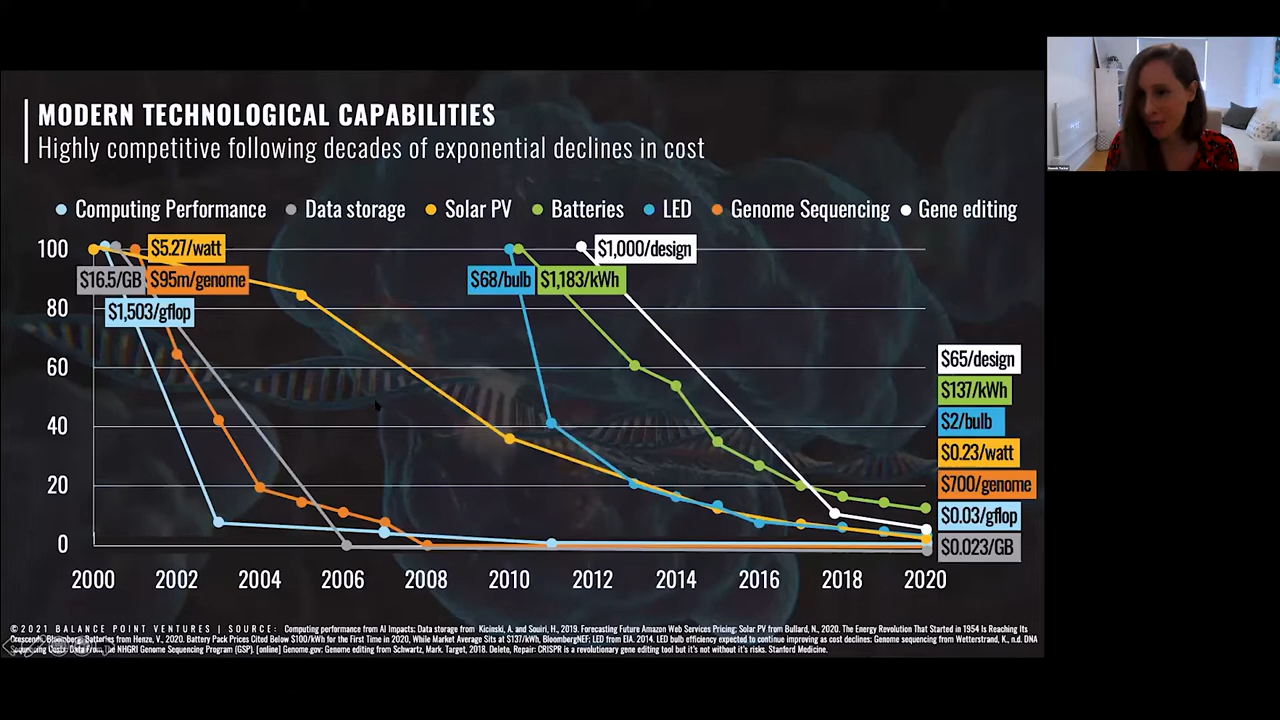 MODERN TECHNOLOGICAL CAPABILITIES
Highly competitive following decades of exponential declines in cost
Computing Performance
Data storage
Solar PV
Batteries
LED
Genome Sequencing
Gene editing
100
80
60
40
20
0
$5.27/watt
$16.5/GB
$95m/genome
$1,503/gflop
$68/bulb
$1,183/kWh
$1,000/design
$65/design
$137/kWh
$2/bulb
$0.23/watt
$700/genome
$0.03/gflop
$0.023/GB
2000
2002
2004
2006
2008
2010
2012
2014
2016
2018
2020
©2021 BALANCE POINT VENTURES | SOURCE: Computing performance from AI Impacts; Data storage from Kicinski, A. and Souiri, H., 2019. Forecasting Future Amazon Web Services Pricing; Solar PV from Bullard, N., 2020. The Energy Revolution That Started in 1954 Is Reaching Its
Crescendo, Bloomberg; Batteries from Henze, V., 2020. Battery Pack Prices Cited Below $100/kWh for the First Time in 2020, While Market Average Sits at $137/kWh, BloombergNEF; LED from EIA. 2014. LED bulb efficiency expected to continue improving as cost declines; Genome sequencing from Wetterstrand, K., n.d. DNA
Sequencing Costs: Data From the NHGRI Genome Sequencing Program (GSP). [online] Genome.gov; Genome editing from Schwartz, Mark. Target, 2018. Delete, Repair: CRISPR is a revolutionary gene editing tool but it's not without it's risks. Stanford Medicine.